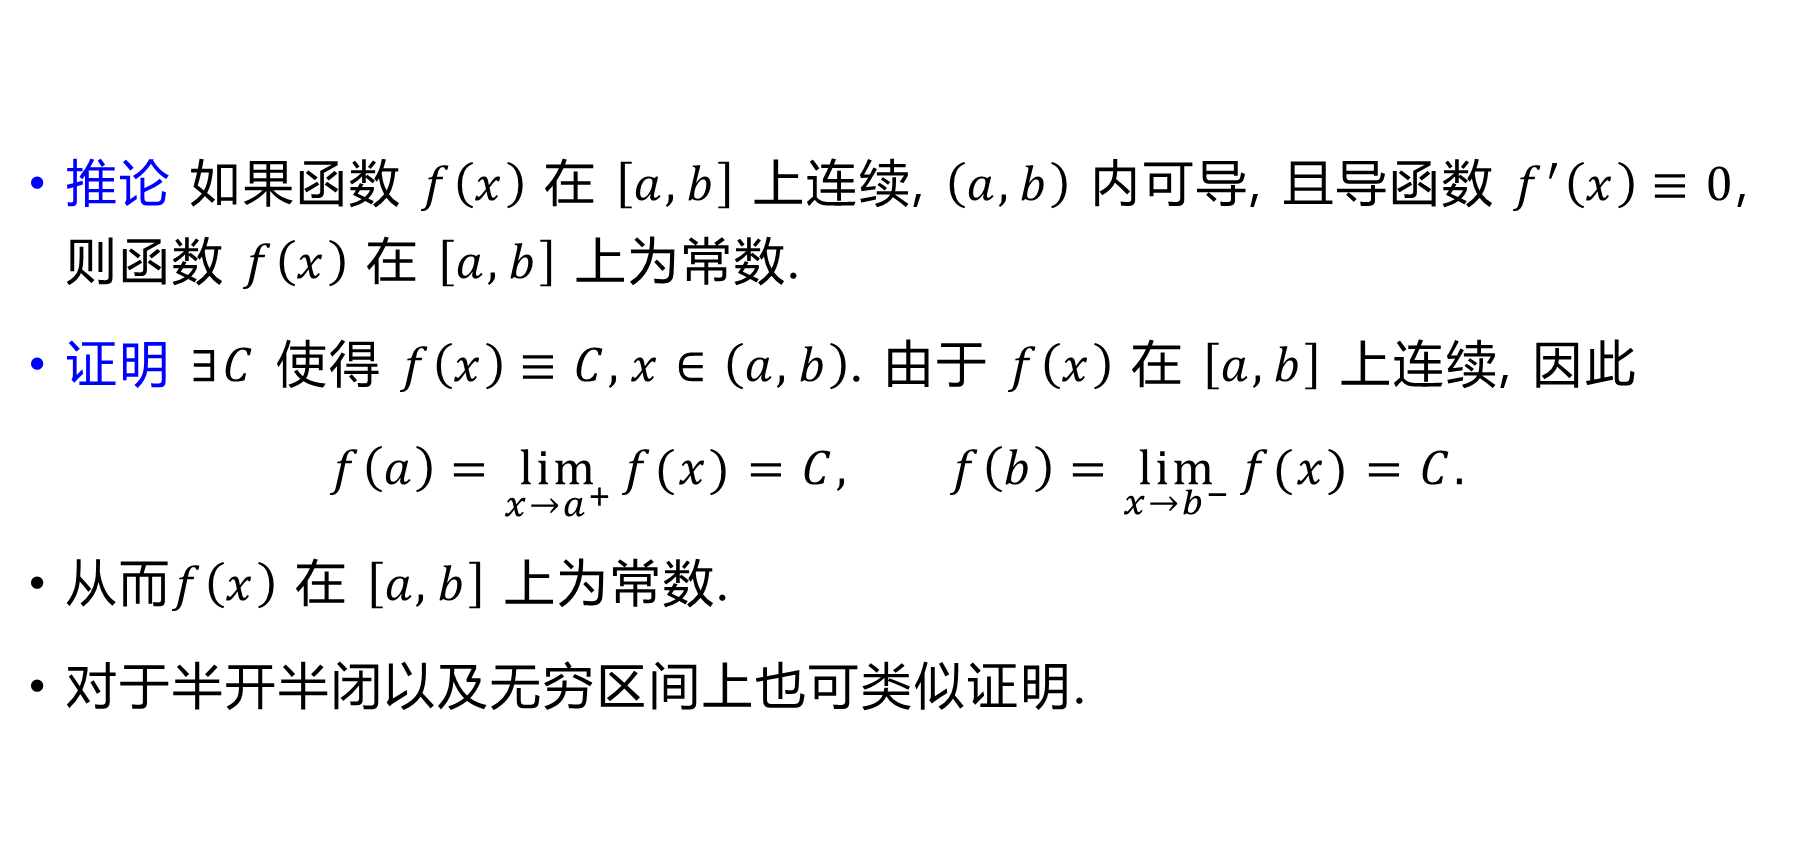 • 推论 如果函数 f(x) 在 [a, b] 上连续, (a, b) 内可导, 且导函数 f′(x) ≡ 0,
则函数 f(x) 在 [a, b] 上为常数.
• 证明 ∃C 使得 f(x) ≡ C, x ∈ (a, b). 由于 f(x) 在 [a, b] 上连续, 因此
f(a) = lim_{x→a⁺} f(x) = C, f(b) = lim_{x→b⁻} f(x) = C.
• 从而f(x) 在 [a, b] 上为常数.
• 对于半开半闭以及无穷区间上也可类似证明.